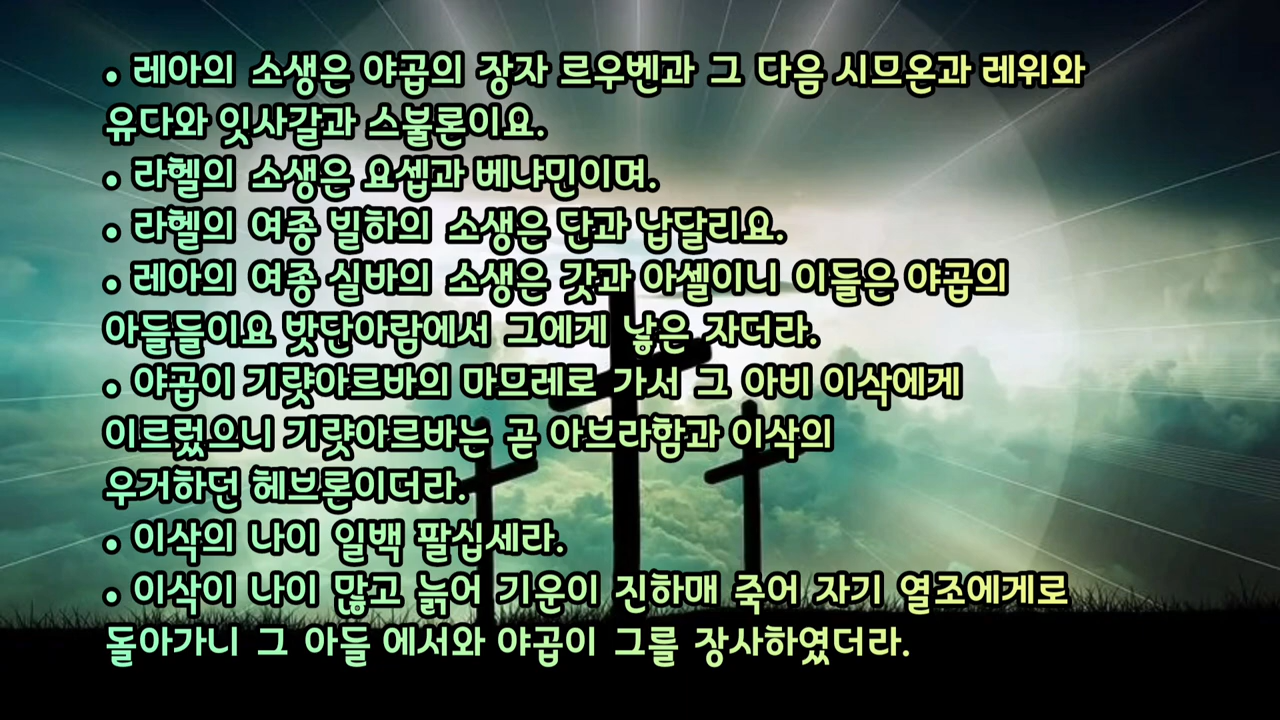 • 레아의 소생은 야곱의 장자 르우벤과 그 다음 시므온과 레위와
유다와 잇사갈과 스불론이요.
• 라헬의 소생은 요셉과 베냐민이며.
• 라헬의 여종 빌하의 소생은 단과 납달리요.
• 레아의 여종 실바의 소생은 갓과 아셀이니 이들은 야곱의
아들들이요 밧단아람에서 그에게 낳은 자더라.
• 야곱이 기럇아르바의 마므레로 가서 그 아비 이삭에게
이르렀으니 기럇아르바는 곧 아브라함과 이삭의
우거하던 헤브론이더라.
• 이삭의 나이 일백 팔십세라.
• 이삭이 나이 많고 늙어 기운이 진하매 죽어 자기 열조에게로
돌아가니 그 아들 에서와 야곱이 그를 장사하였더라.